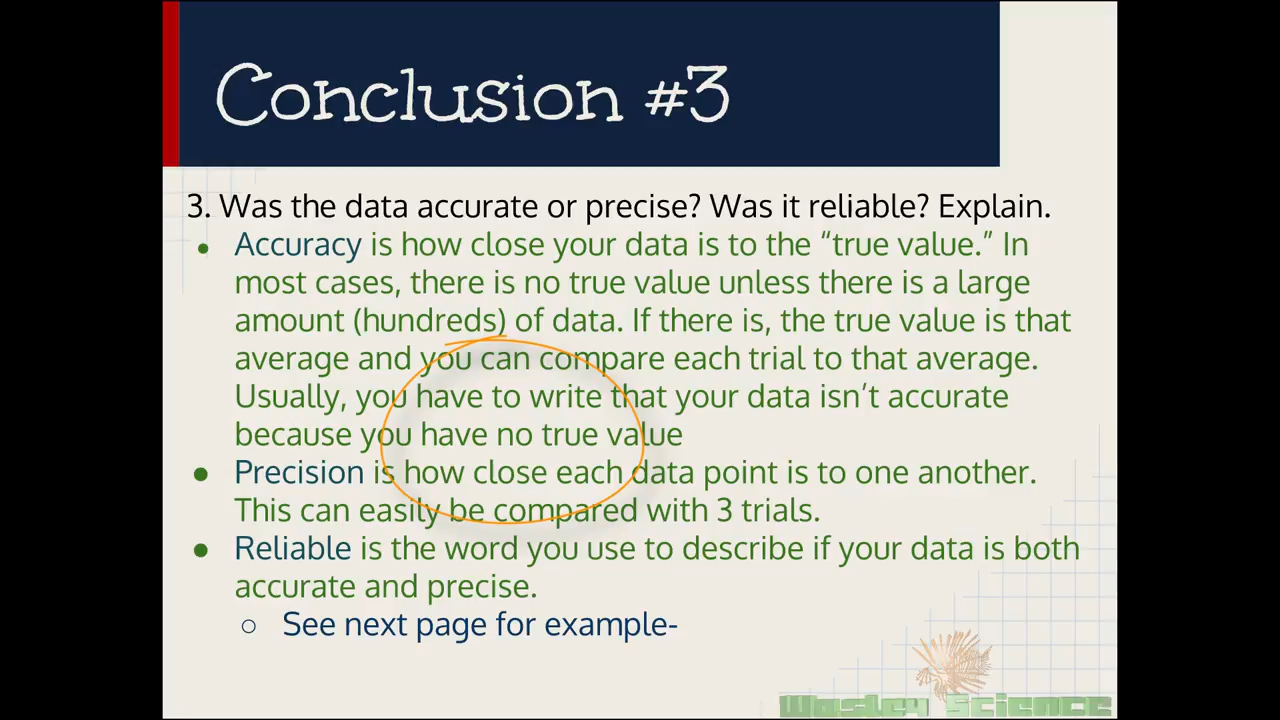 Conclusion #3
3. Was the data accurate or precise? Was it reliable? Explain.
● Accuracy is how close your data is to the “true value.” In
most cases, there is no true value unless there is a large
amount (hundreds) of data. If there is, the true value is that
average and you can compare each trial to that average.
Usually, you have to write that your data isn’t accurate
because you have no true value
● Precision is how close each data point is to one another.
This can easily be compared with 3 trials.
● Reliable is the word you use to describe if your data is both
accurate and precise.
○ See next page for example-
Wasley Science